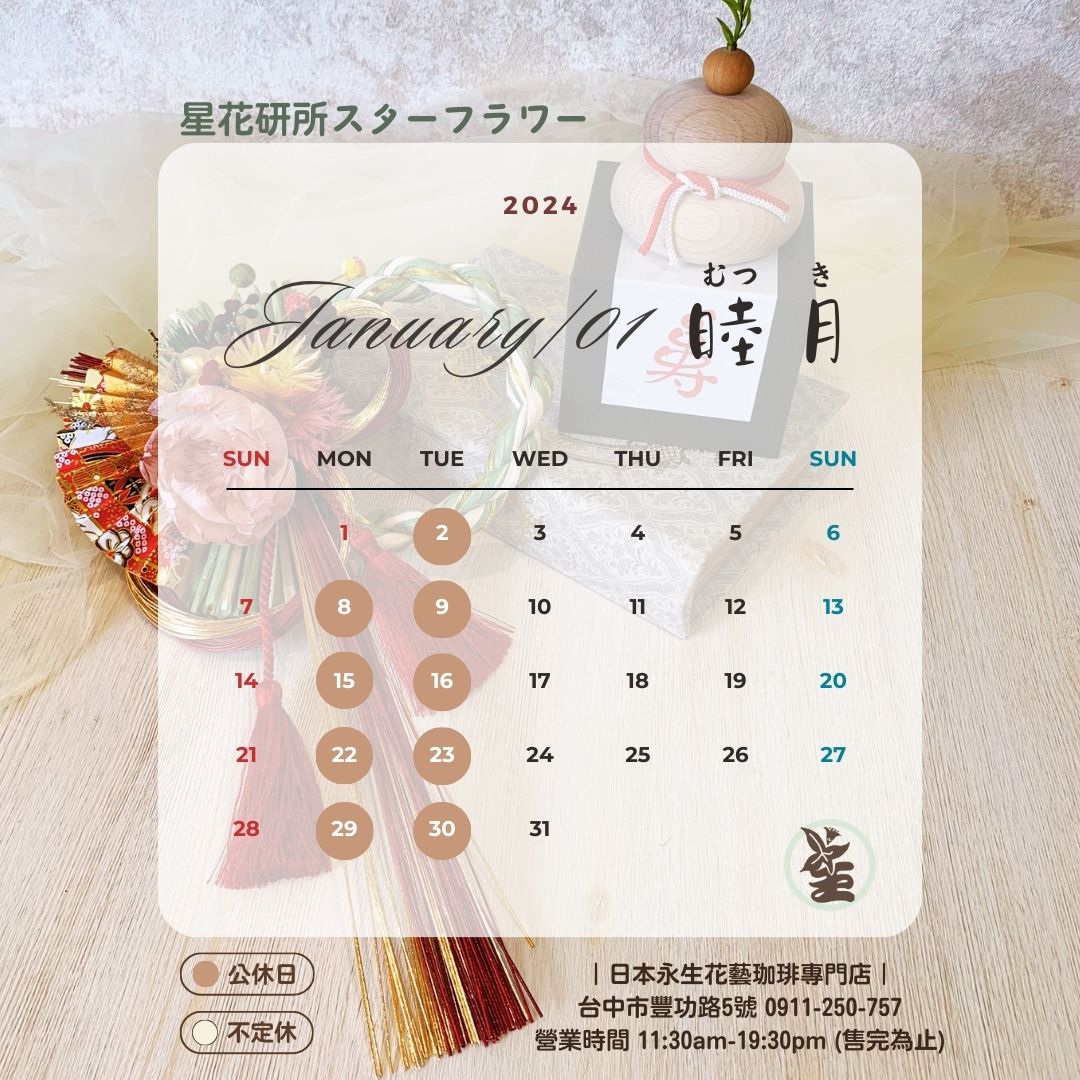 星花研所スターフラワー
2024
むつ き
January/01 睦月
寿
SUN MON TUE WED THU FRI SUN
1 2 3 4 5 6
7 8 9 10 11 12 13
14 15 16 17 18 19 20
21 22 23 24 25 26 27
28 29 30 31
星
公休日
不定休
｜日本永生花藝珈琲專門店｜
台中市豐功路5號 0911-250-757
營業時間 11:30am-19:30pm (售完為止)